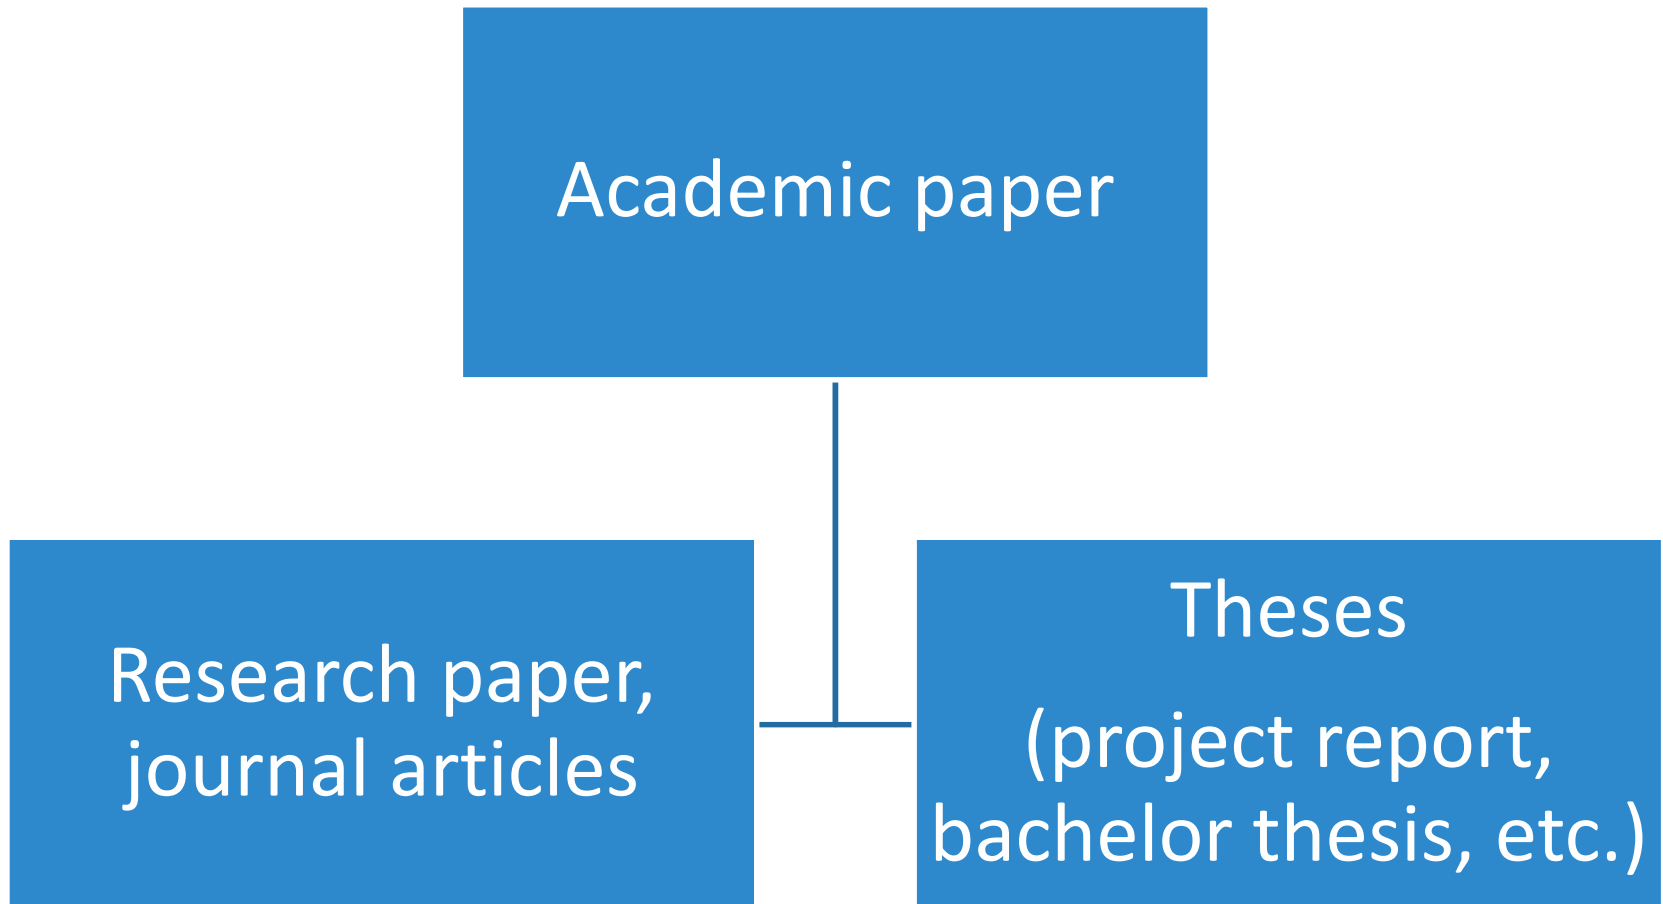 Academic paper
Research paper,
journal articles
Theses
(project report,
bachelor thesis, etc.)